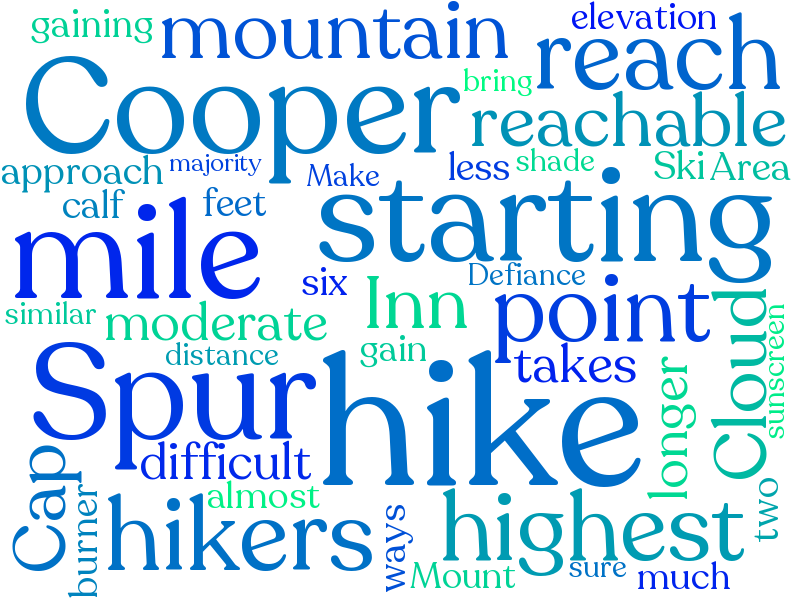 gaining
mountain
elevation
reach
Cooper
bring
reachable
approach
majority
Make
less
shade
Ski Area
calf
feet
starting
mile
six
Inn
Defiance
point
Cloud
similar
moderate
sunscreen
distance
gain
takes
Spur
hike
longer
difficult
Cap
almost
burner
hikers
ways
highest
two
Mount
sure
much